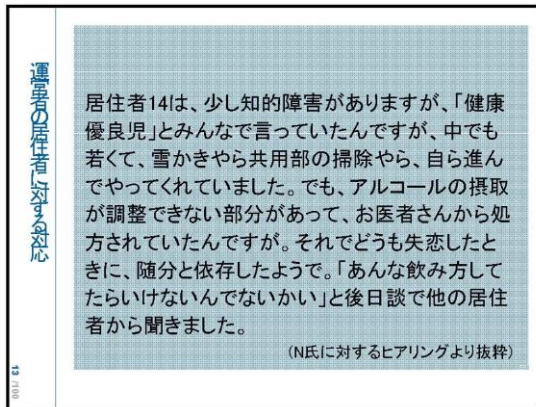 運営者の居住者に対する対応
居住者14は、少し知的障害がありますが、「健康
優良児」とみんなで言っていたんですが、中でも
若くて、雪かきやら共用部の掃除やら、自ら進ん
でやってくれていました。でも、アルコールの摂取
が調整できない部分があって、お医者さんから処
方されていたんですが。それでどうも失恋したと
きに、随分と依存したようで。「あんな飲み方して
たらいけないんでないかい」と後日談で他の居住
者から聞きました。
(N氏に対するヒアリングより抜粋)
13 /100